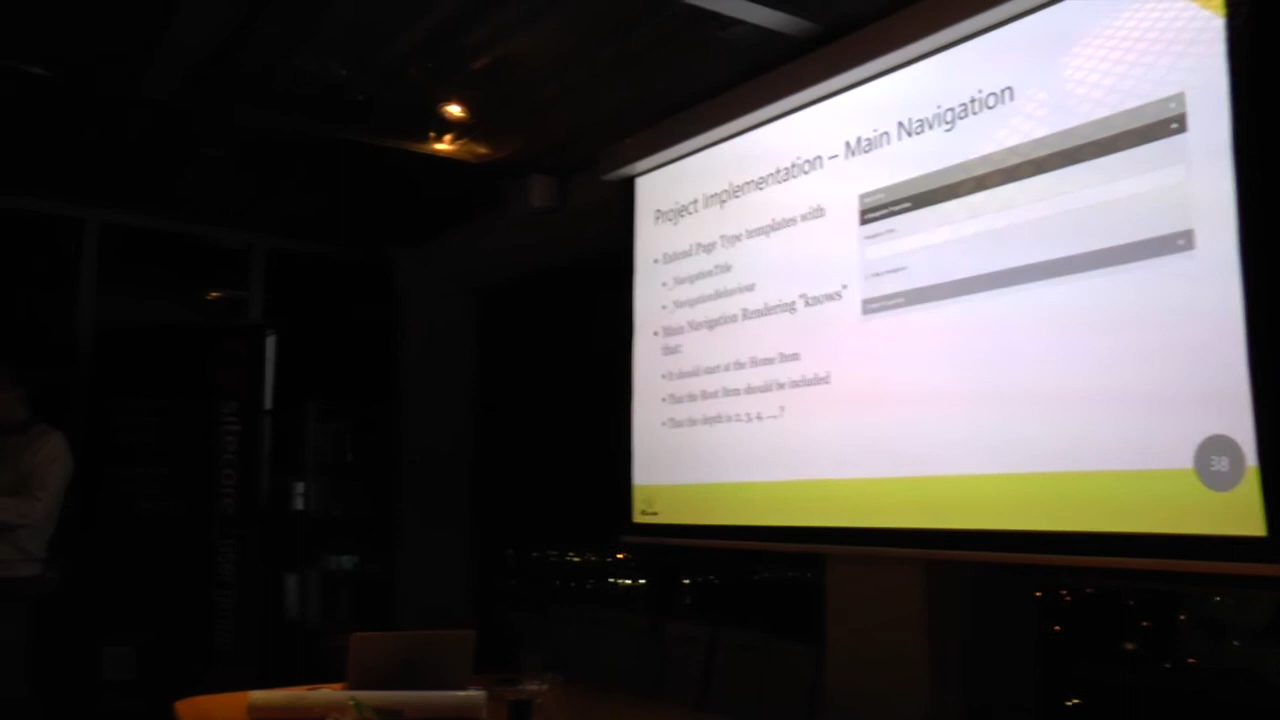 Project Implementation – Main Navigation
• Extend Page Type templates with
• _NavigationTitle
• _NavigationBehaviour
• Main Navigation Rendering "knows"
that:
• It should start at the Home Item
• That the Root Item should be included
• That the depth is 2, 3, 4, ... ?
38
sitecore